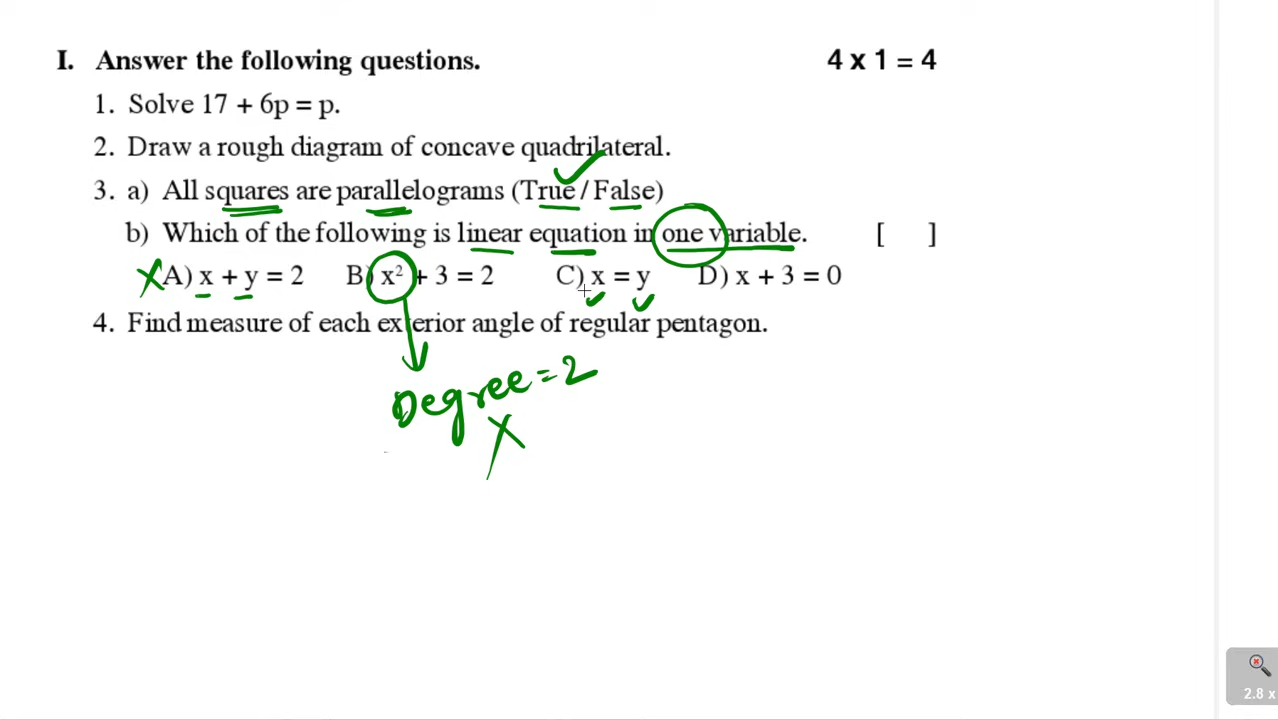 I. Answer the following questions. 4 x 1 = 4
1. Solve 17 + 6p = p.
2. Draw a rough diagram of concave quadrilateral.
3. a) All squares are parallelograms (True / False)
b) Which of the following is linear equation in one variable. [ ]
A) x + y = 2 B) x² + 3 = 2 C) x = y D) x + 3 = 0
4. Find measure of each exterior angle of regular pentagon.
Degree = 2
X
2.8 x